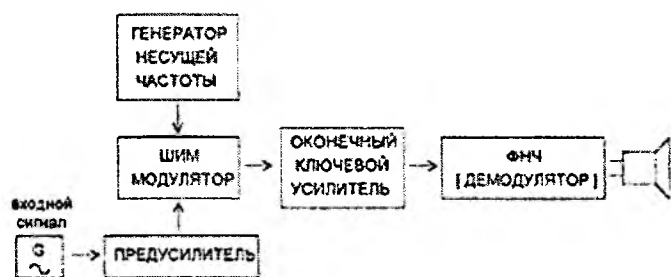 ГЕНЕРАТОР
НЕСУЩЕЙ
ЧАСТОТЫ
ШИМ
МОДУЛЯТОР
ОКОНЕЧНЫЙ
КЛЮЧЕВОЙ
УСИЛИТЕЛЬ
ФНЧ
[ ДЕМОДУЛЯТОР ]
ВХОДНОЙ
СИГНАЛ
G
ПРЕДУСИЛИТЕЛЬ